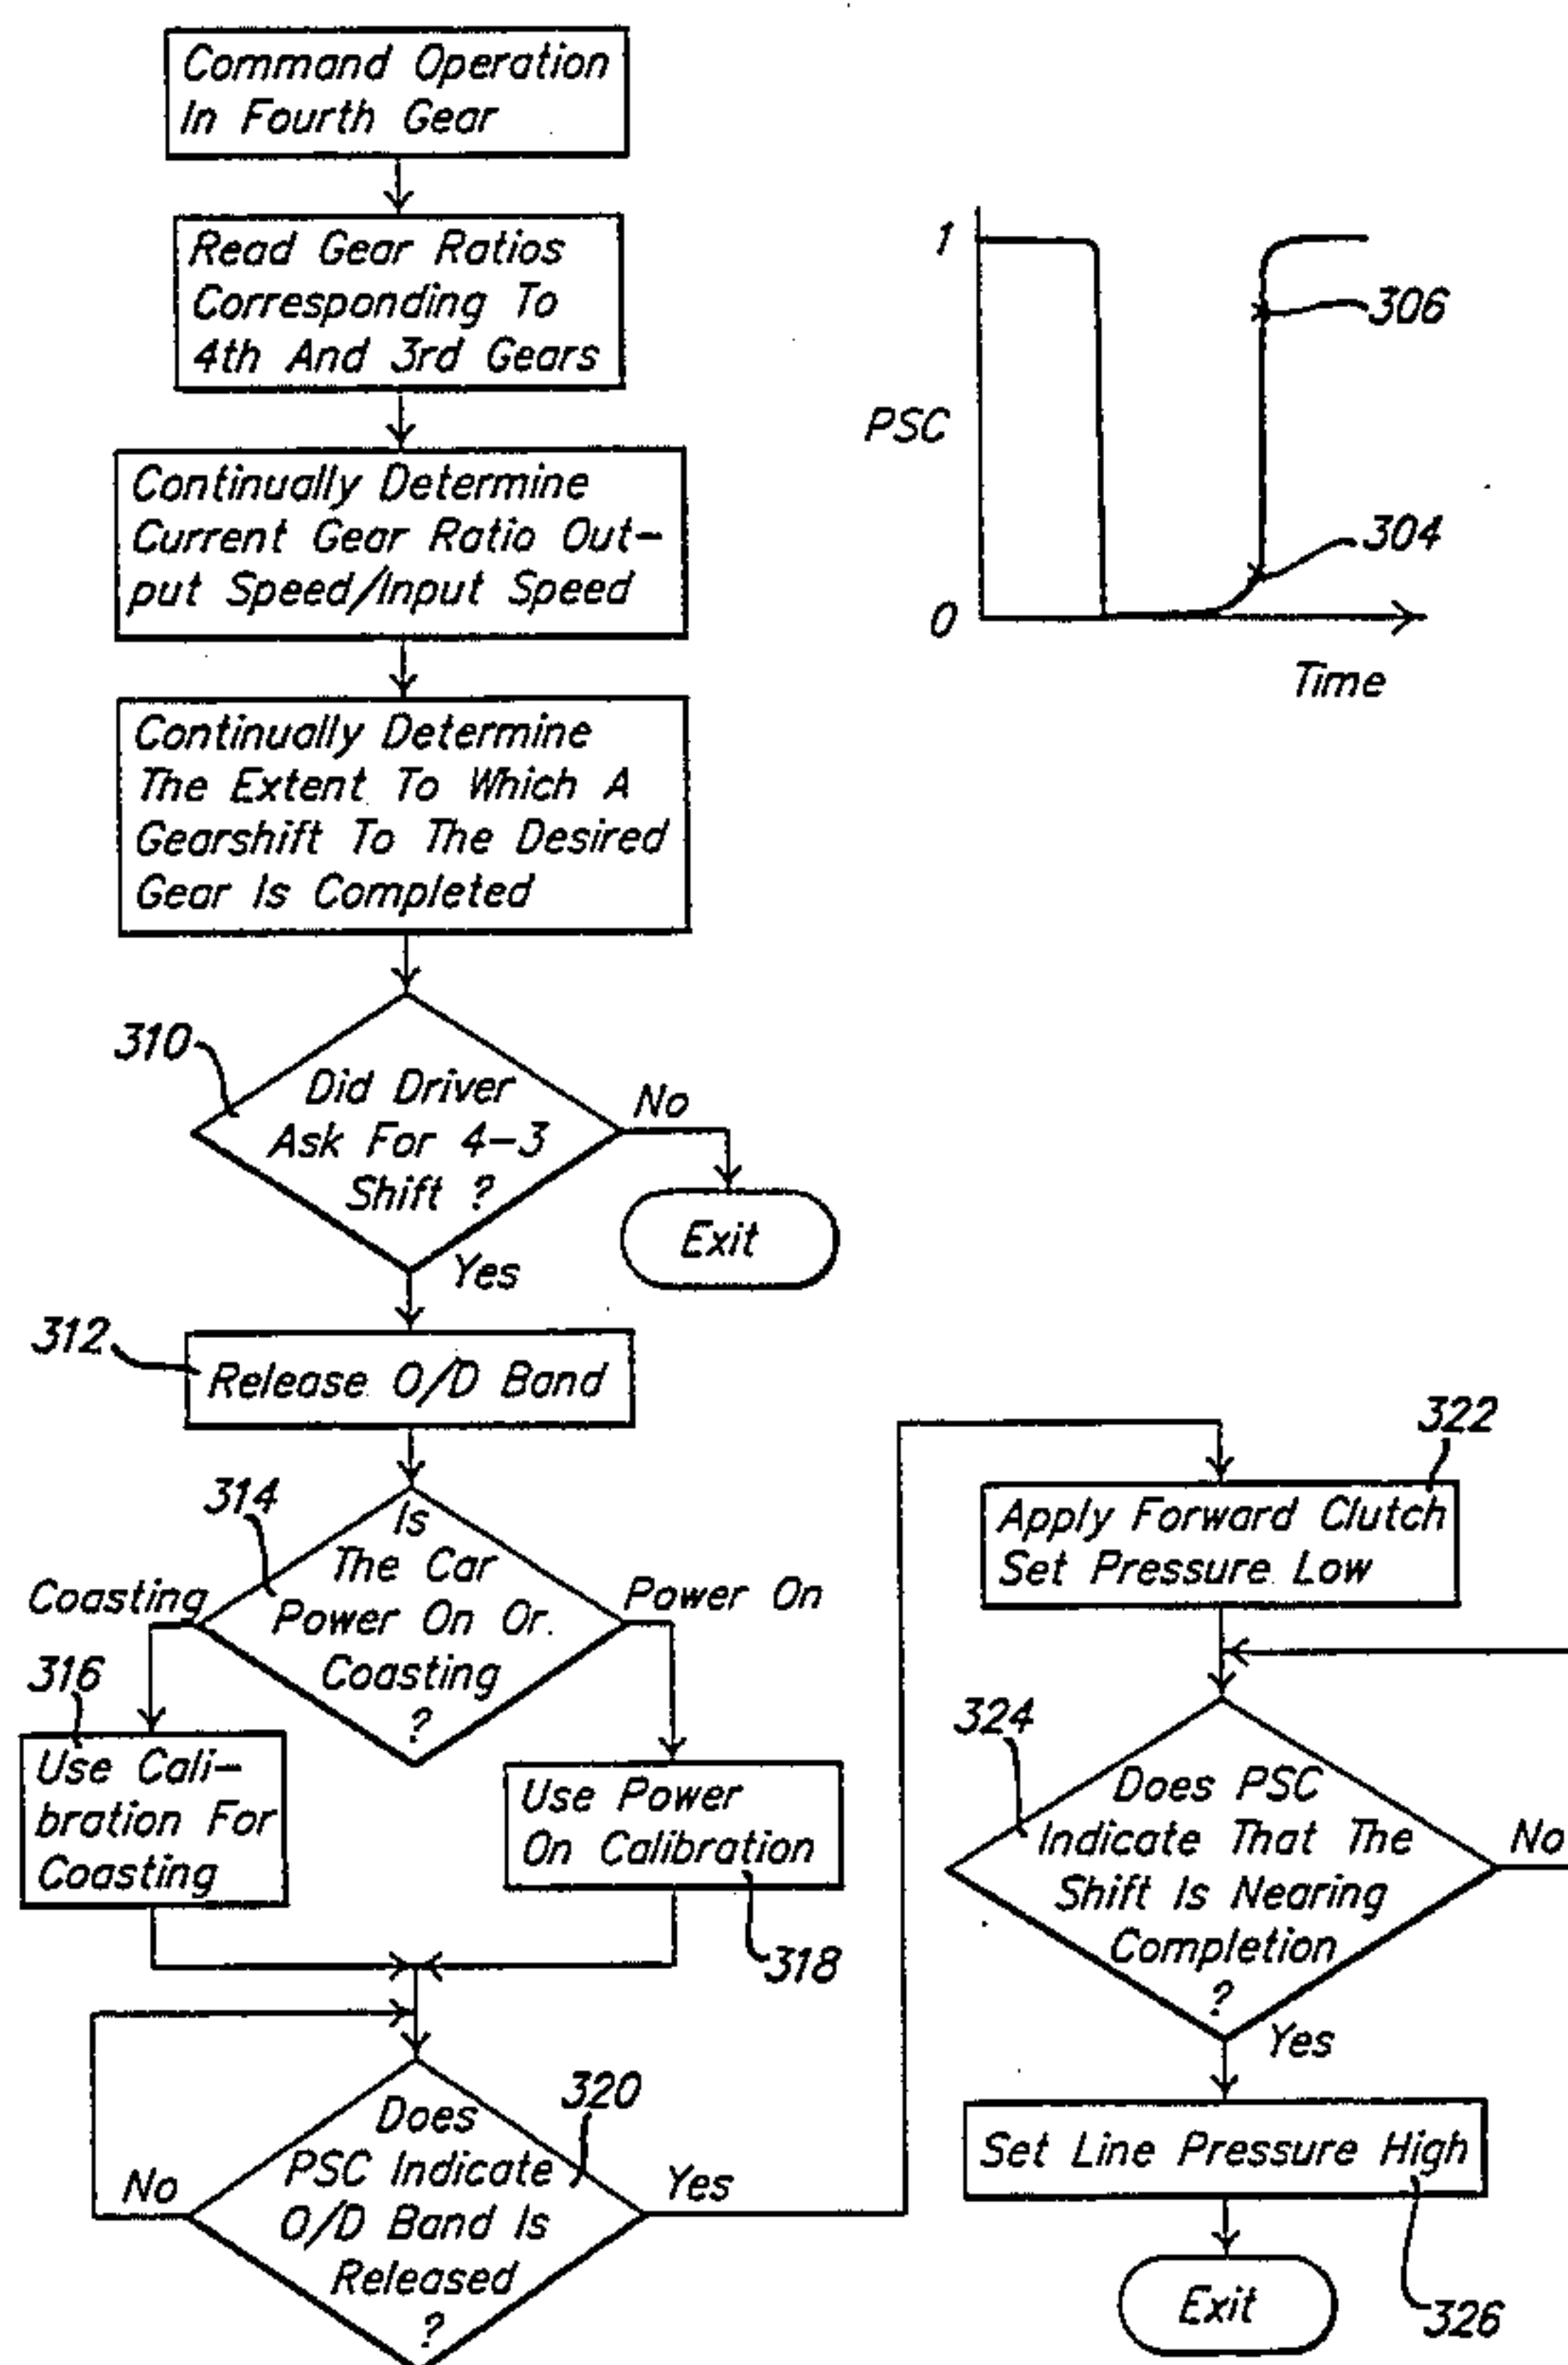 Command Operation
In Fourth Gear
Read Gear Ratios
Corresponding To
4th And 3rd Gears
Continually Determine
Current Gear Ratio Out-
put Speed/Input Speed
Continually Determine
The Extent To Which A
Gearshift To The Desired
Gear Is Completed
1
PSC
0
306
304
Time
310
Did Driver
Ask For 4-3
Shift ?
No
Exit
Yes
312
Release O/D Band
314
Is
The Car
Power On Or
Coasting
?
Coasting
Power On
316
Use Cali-
bration For
Coasting
Use Power
On Calibration
318
320
Does
PSC Indicate
O/D Band Is
Released
?
No
Yes
322
Apply Forward Clutch
Set Pressure Low
324
Does PSC
Indicate That The
Shift Is Nearing
Completion
?
No
Yes
Set Line Pressure High
326
Exit